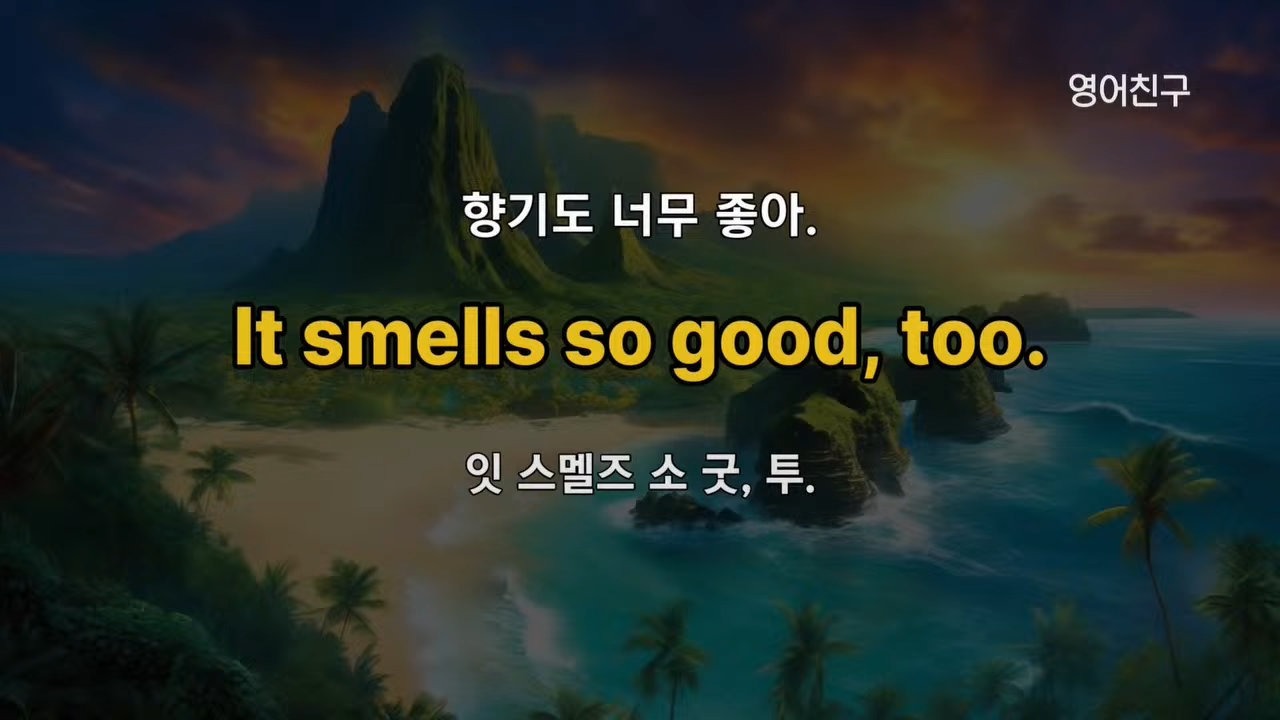 영어친구
향기도 너무 좋아.
It smells so good, too.
잇 스멜즈 소 굿, 투.